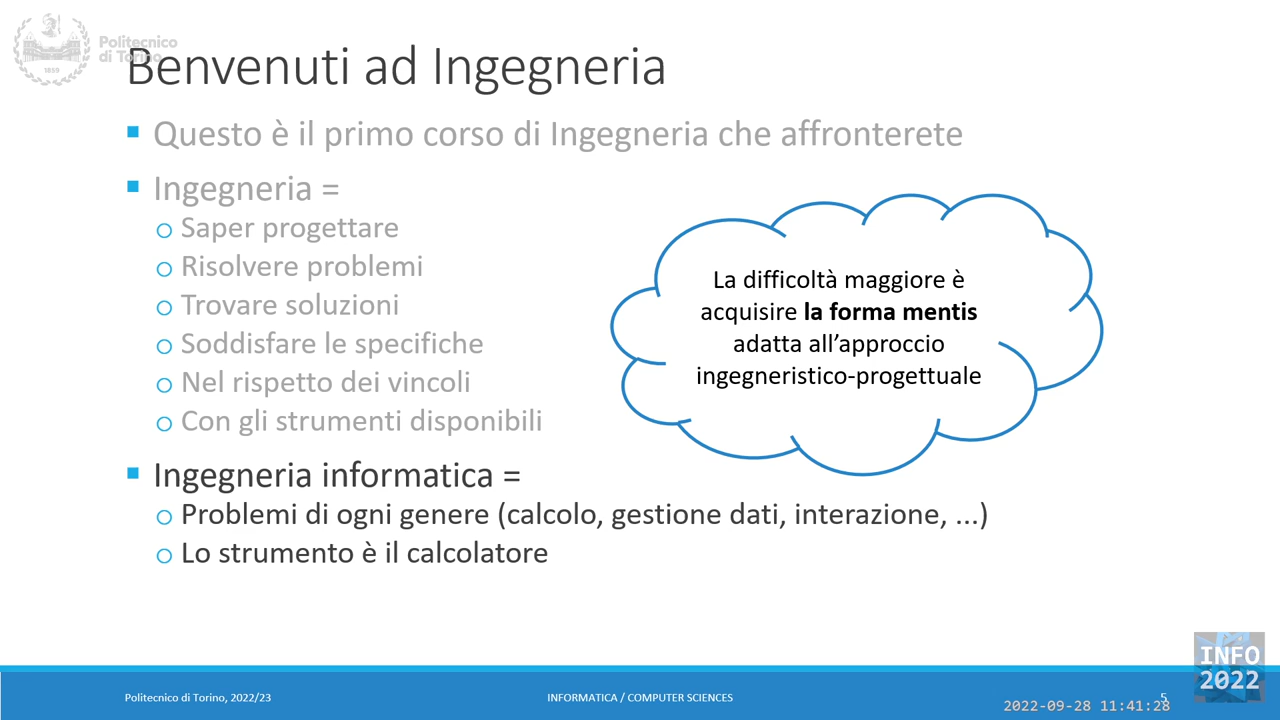 Politecnico
di Torino
1859
Benvenuti ad Ingegneria
Questo è il primo corso di Ingegneria che affronterete
Ingegneria =
Saper progettare
Risolvere problemi
Trovare soluzioni
Soddisfare le specifiche
Nel rispetto dei vincoli
Con gli strumenti disponibili
La difficoltà maggiore è
acquisire la forma mentis
adatta all’approccio
ingegneristico-progettuale
Ingegneria informatica =
Problemi di ogni genere (calcolo, gestione dati, interazione, ...)
Lo strumento è il calcolatore
INFO
2022
Politecnico di Torino, 2022/23
INFORMATICA / COMPUTER SCIENCES
5
2022-09-28 11:41:28